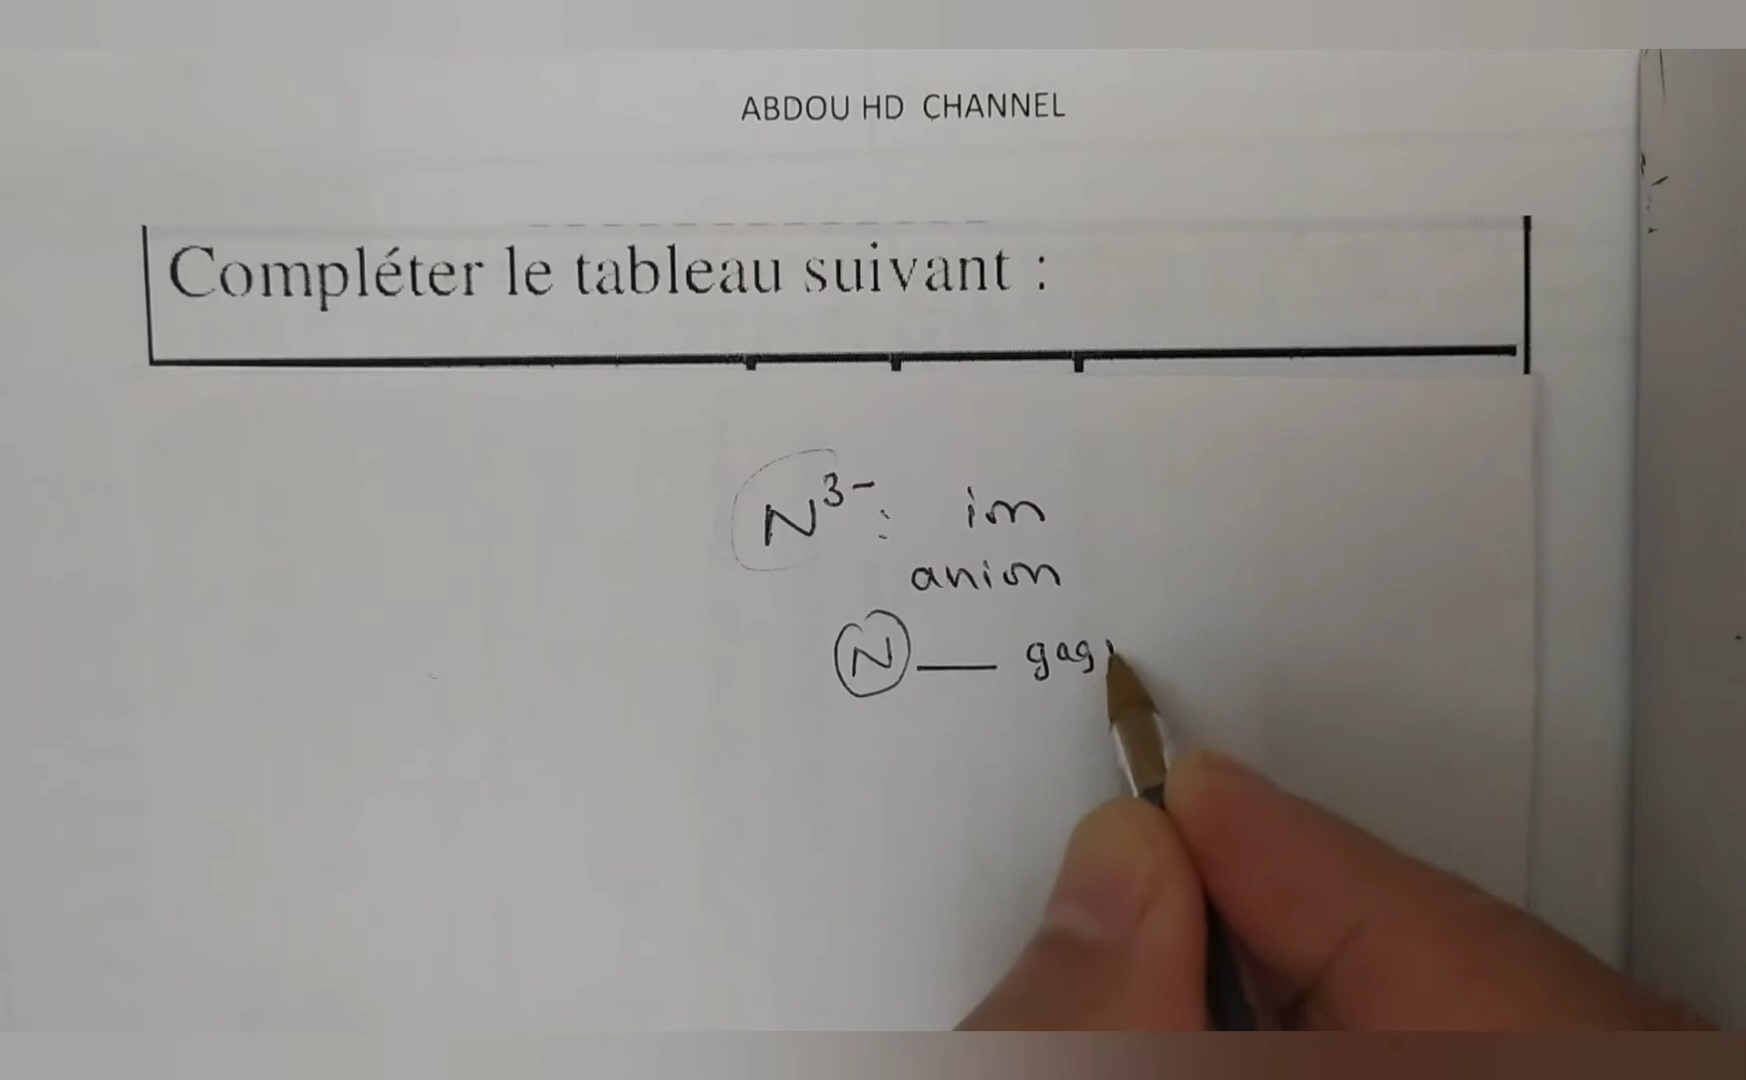 ABDOU HD CHANNEL
Compléter le tableau suivant :
N³⁻ : ion
anion
N — gag